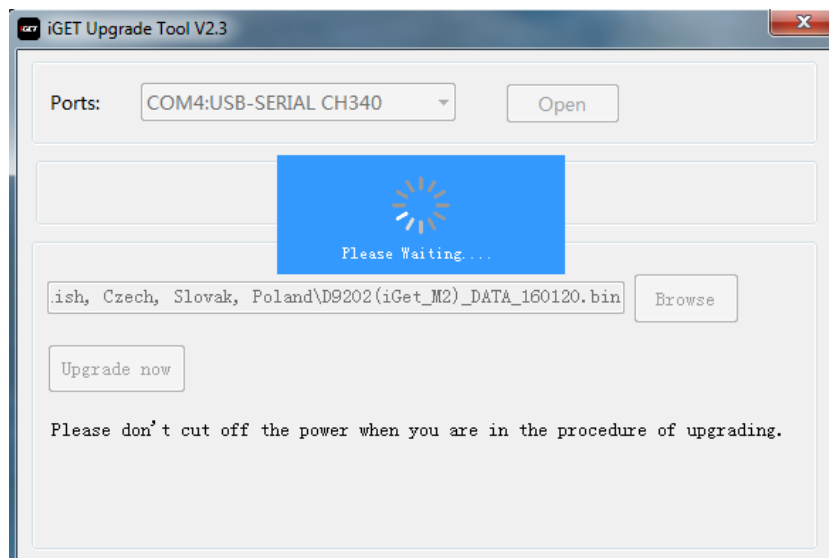 iGET
iGET Upgrade Tool V2.3
Ports:
COM4:USB-SERIAL CH340
Open
Please Waiting....
.ish, Czech, Slovak, Poland\D9202(iGet_M2)_DATA_160120.bin
Browse
Upgrade now
Please don't cut off the power when you are in the procedure of upgrading.